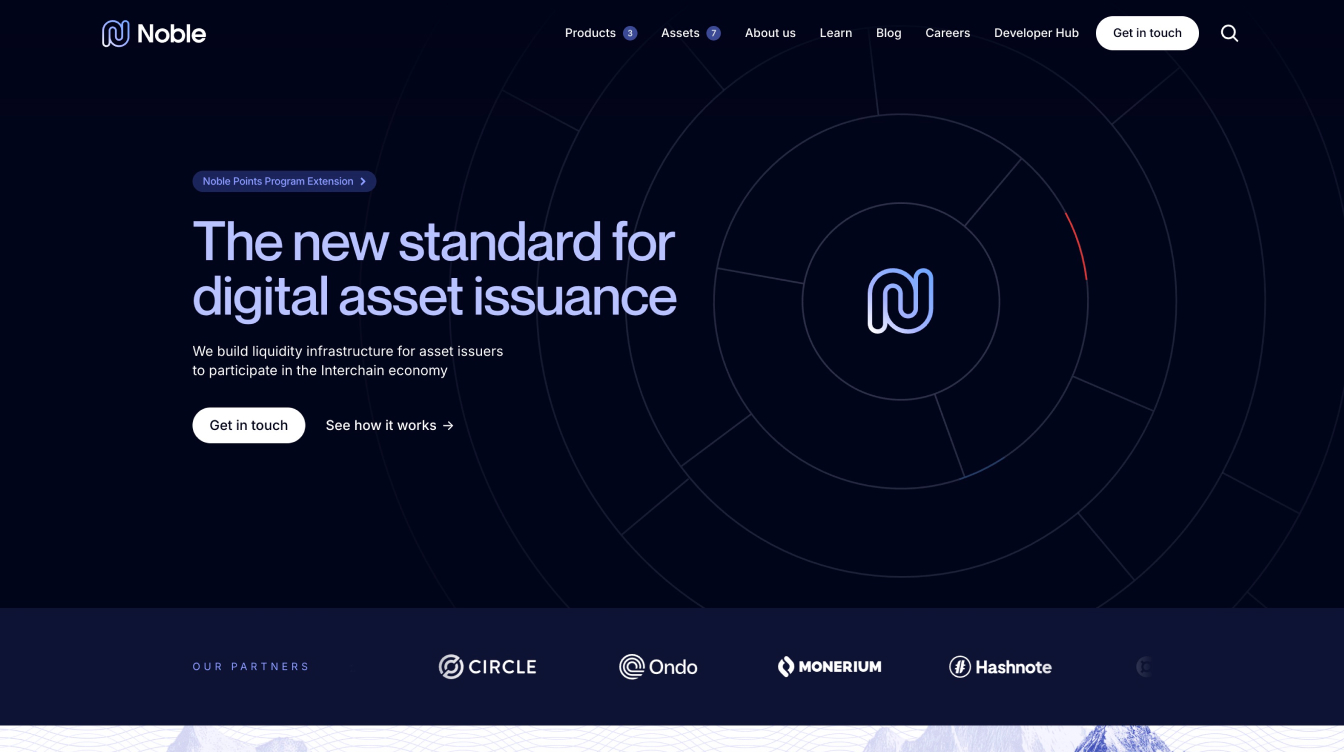 Noble
Products 3
Assets 7
About us
Learn
Blog
Careers
Developer Hub
Get in touch
Noble Points Program Extension
The new standard for
digital asset issuance
We build liquidity infrastructure for asset issuers
to participate in the Interchain economy
Get in touch
See how it works →
OUR PARTNERS
CIRCLE
Ondo
MONERIUM
Hashnote